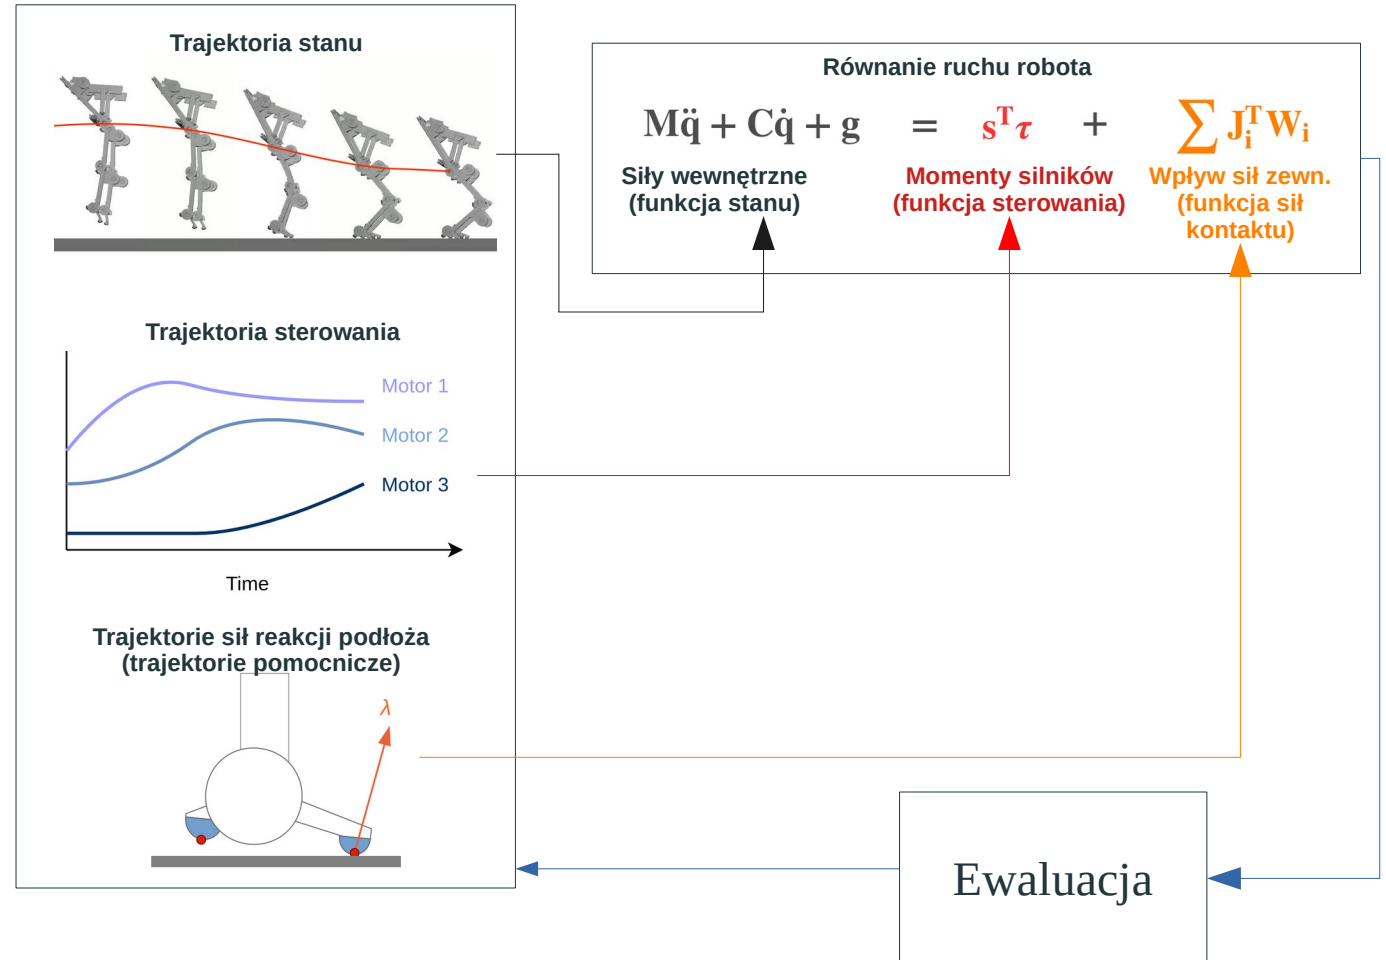 Trajektoria stanu
Równanie ruchu robota
Mq̈ + Cq̇ + g = sᵀτ + ∑ JᵢᵀWᵢ
Siły wewnętrzne
(funkcja stanu)
Momenty silników
(funkcja sterowania)
Wpływ sił zewn.
(funkcja sił
kontaktu)
Trajektoria sterowania
Motor 1
Motor 2
Motor 3
Time
Trajektorie sił reakcji podłoża
(trajektorie pomocnicze)
λ
Ewaluacja